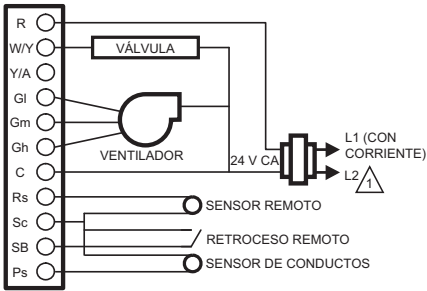 R
W/Y
VÁLVULA
Y/A
Gl
Gm
Gh
VENTILADOR
C
24 V CA
L1 (CON
CORRIENTE)
L2
1
Rs
SENSOR REMOTO
Sc
RETROCESO REMOTO
SB
SENSOR DE CONDUCTOS
Ps